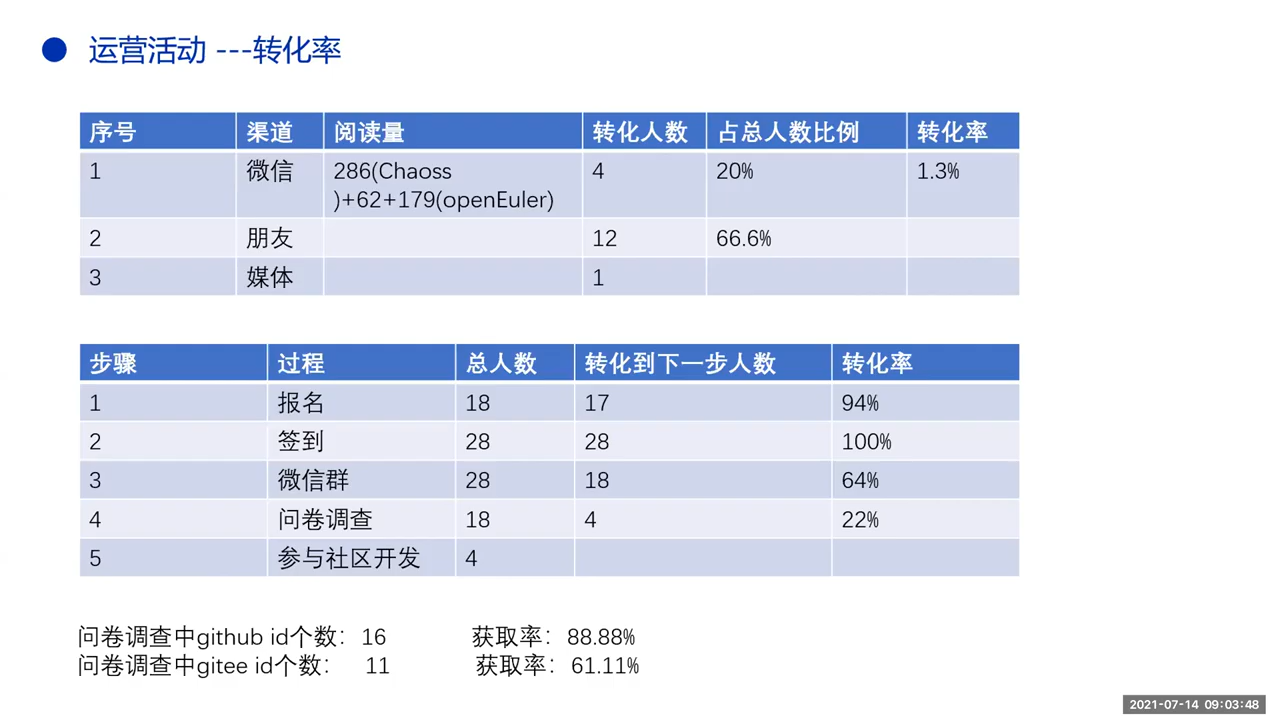 运营活动 ---转化率
序号 渠道 阅读量 转化人数 占总人数比例 转化率
1 微信 286(Chaoss )+62+179(openEuler) 4 20% 1.3%
2 朋友 12 66.6%
3 媒体 1
步骤 过程 总人数 转化到下一步人数 转化率
1 报名 18 17 94%
2 签到 28 28 100%
3 微信群 28 18 64%
4 问卷调查 18 4 22%
5 参与社区开发 4
问卷调查中github id个数：16 获取率：88.88%
问卷调查中gitee id个数： 11 获取率：61.11%
2021-07-14 09:03:48